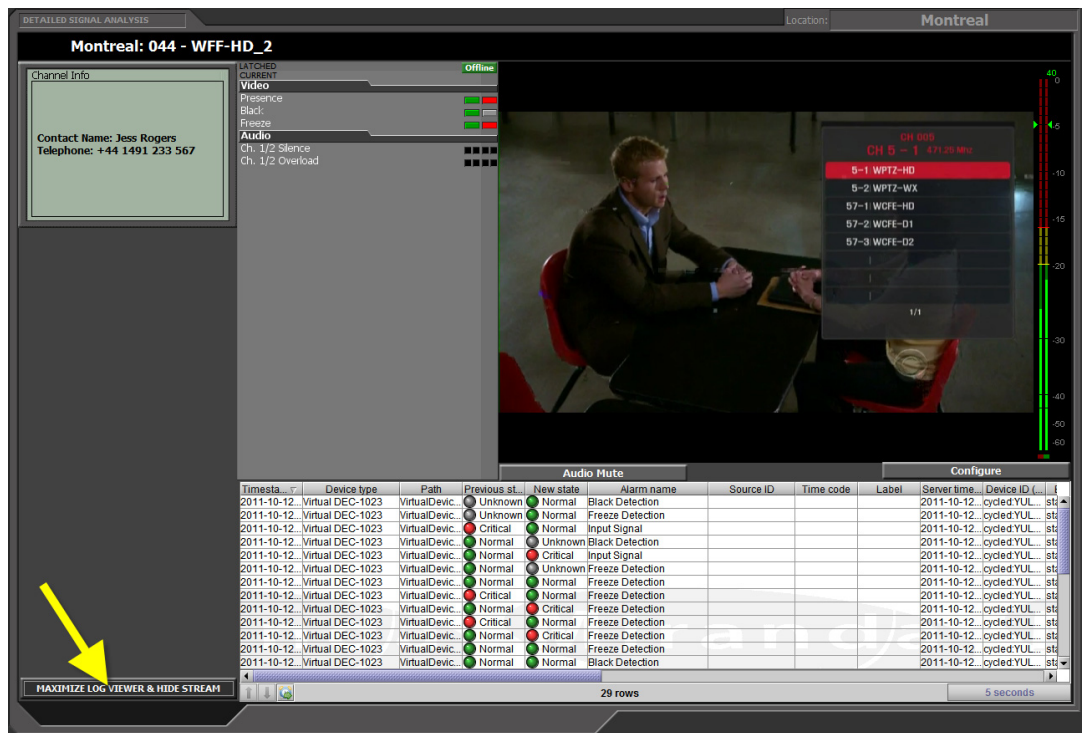 DETAILED SIGNAL ANALYSIS
Location:
Montreal
Montreal: 044 - WFF-HD_2
Channel Info
Contact Name: Jess Rogers
Telephone: +44 1491 233 567
LATCHED
Offline
CURRENT
Video
Presence
Black
Freeze
Audio
Ch. 1/2 Silence
Ch. 1/2 Overload
CH 005
CH 5 - 1 471.25 Mhz
5-1 WPTZ-HD
5-2 WPTZ-WX
57-1 WCFE-HD
57-2 WCFE-D1
57-3 WCFE-D2
1/1
40
0
-5
-10
-15
-20
-30
-40
-50
-60
Audio Mute
Configure
Timesta... Device type Path Previous st... New state Alarm name Source ID Time code Label Server time... Device ID (...
2011-10-12... Virtual DEC-1023 VirtualDevic... Unknown Normal Black Detection 2011-10-12... cycled:YUL... sta
2011-10-12... Virtual DEC-1023 VirtualDevic... Unknown Normal Freeze Detection 2011-10-12... cycled:YUL... sta
2011-10-12... Virtual DEC-1023 VirtualDevic... Critical Normal Input Signal 2011-10-12... cycled:YUL... sta
2011-10-12... Virtual DEC-1023 VirtualDevic... Normal Unknown Black Detection 2011-10-12... cycled:YUL... sta
2011-10-12... Virtual DEC-1023 VirtualDevic... Normal Critical Input Signal 2011-10-12... cycled:YUL... sta
2011-10-12... Virtual DEC-1023 VirtualDevic... Normal Unknown Freeze Detection 2011-10-12... cycled:YUL... sta
2011-10-12... Virtual DEC-1023 VirtualDevic... Normal Normal Freeze Detection 2011-10-12... cycled:YUL... sta
2011-10-12... Virtual DEC-1023 VirtualDevic... Critical Normal Freeze Detection 2011-10-12... cycled:YUL... sta
2011-10-12... Virtual DEC-1023 VirtualDevic... Normal Critical Freeze Detection 2011-10-12... cycled:YUL... sta
2011-10-12... Virtual DEC-1023 VirtualDevic... Critical Normal Freeze Detection 2011-10-12... cycled:YUL... sta
2011-10-12... Virtual DEC-1023 VirtualDevic... Normal Critical Freeze Detection 2011-10-12... cycled:YUL... sta
2011-10-12... Virtual DEC-1023 VirtualDevic... Normal Normal Freeze Detection 2011-10-12... cycled:YUL... sta
2011-10-12... Virtual DEC-1023 VirtualDevic... Normal Normal Black Detection 2011-10-12... cycled:YUL... sta
MAXIMIZE LOG VIEWER & HIDE STREAM
29 rows
5 seconds